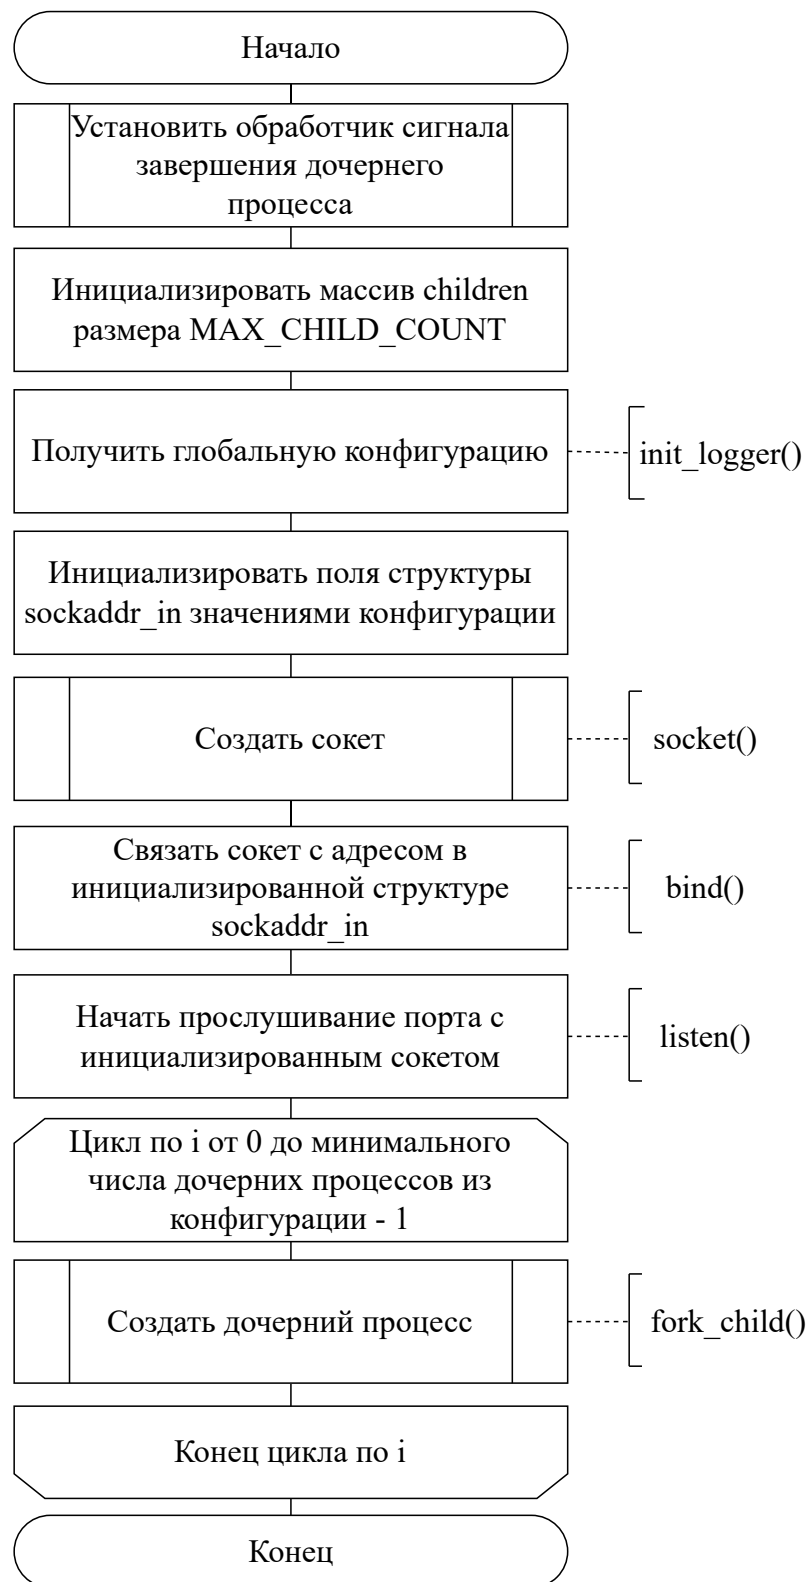 Начало
Установить обработчик сигнала
завершения дочернего
процесса
Инициализировать массив children
размера MAX_CHILD_COUNT
Получить глобальную конфигурацию
init_logger()
Инициализировать поля структуры
sockaddr_in значениями конфигурации
Создать сокет
socket()
Связать сокет с адресом в
инициализированной структуре
sockaddr_in
bind()
Начать прослушивание порта с
инициализированным сокетом
listen()
Цикл по i от 0 до минимального
числа дочерних процессов из
конфигурации - 1
Создать дочерний процесс
fork_child()
Конец цикла по i
Конец